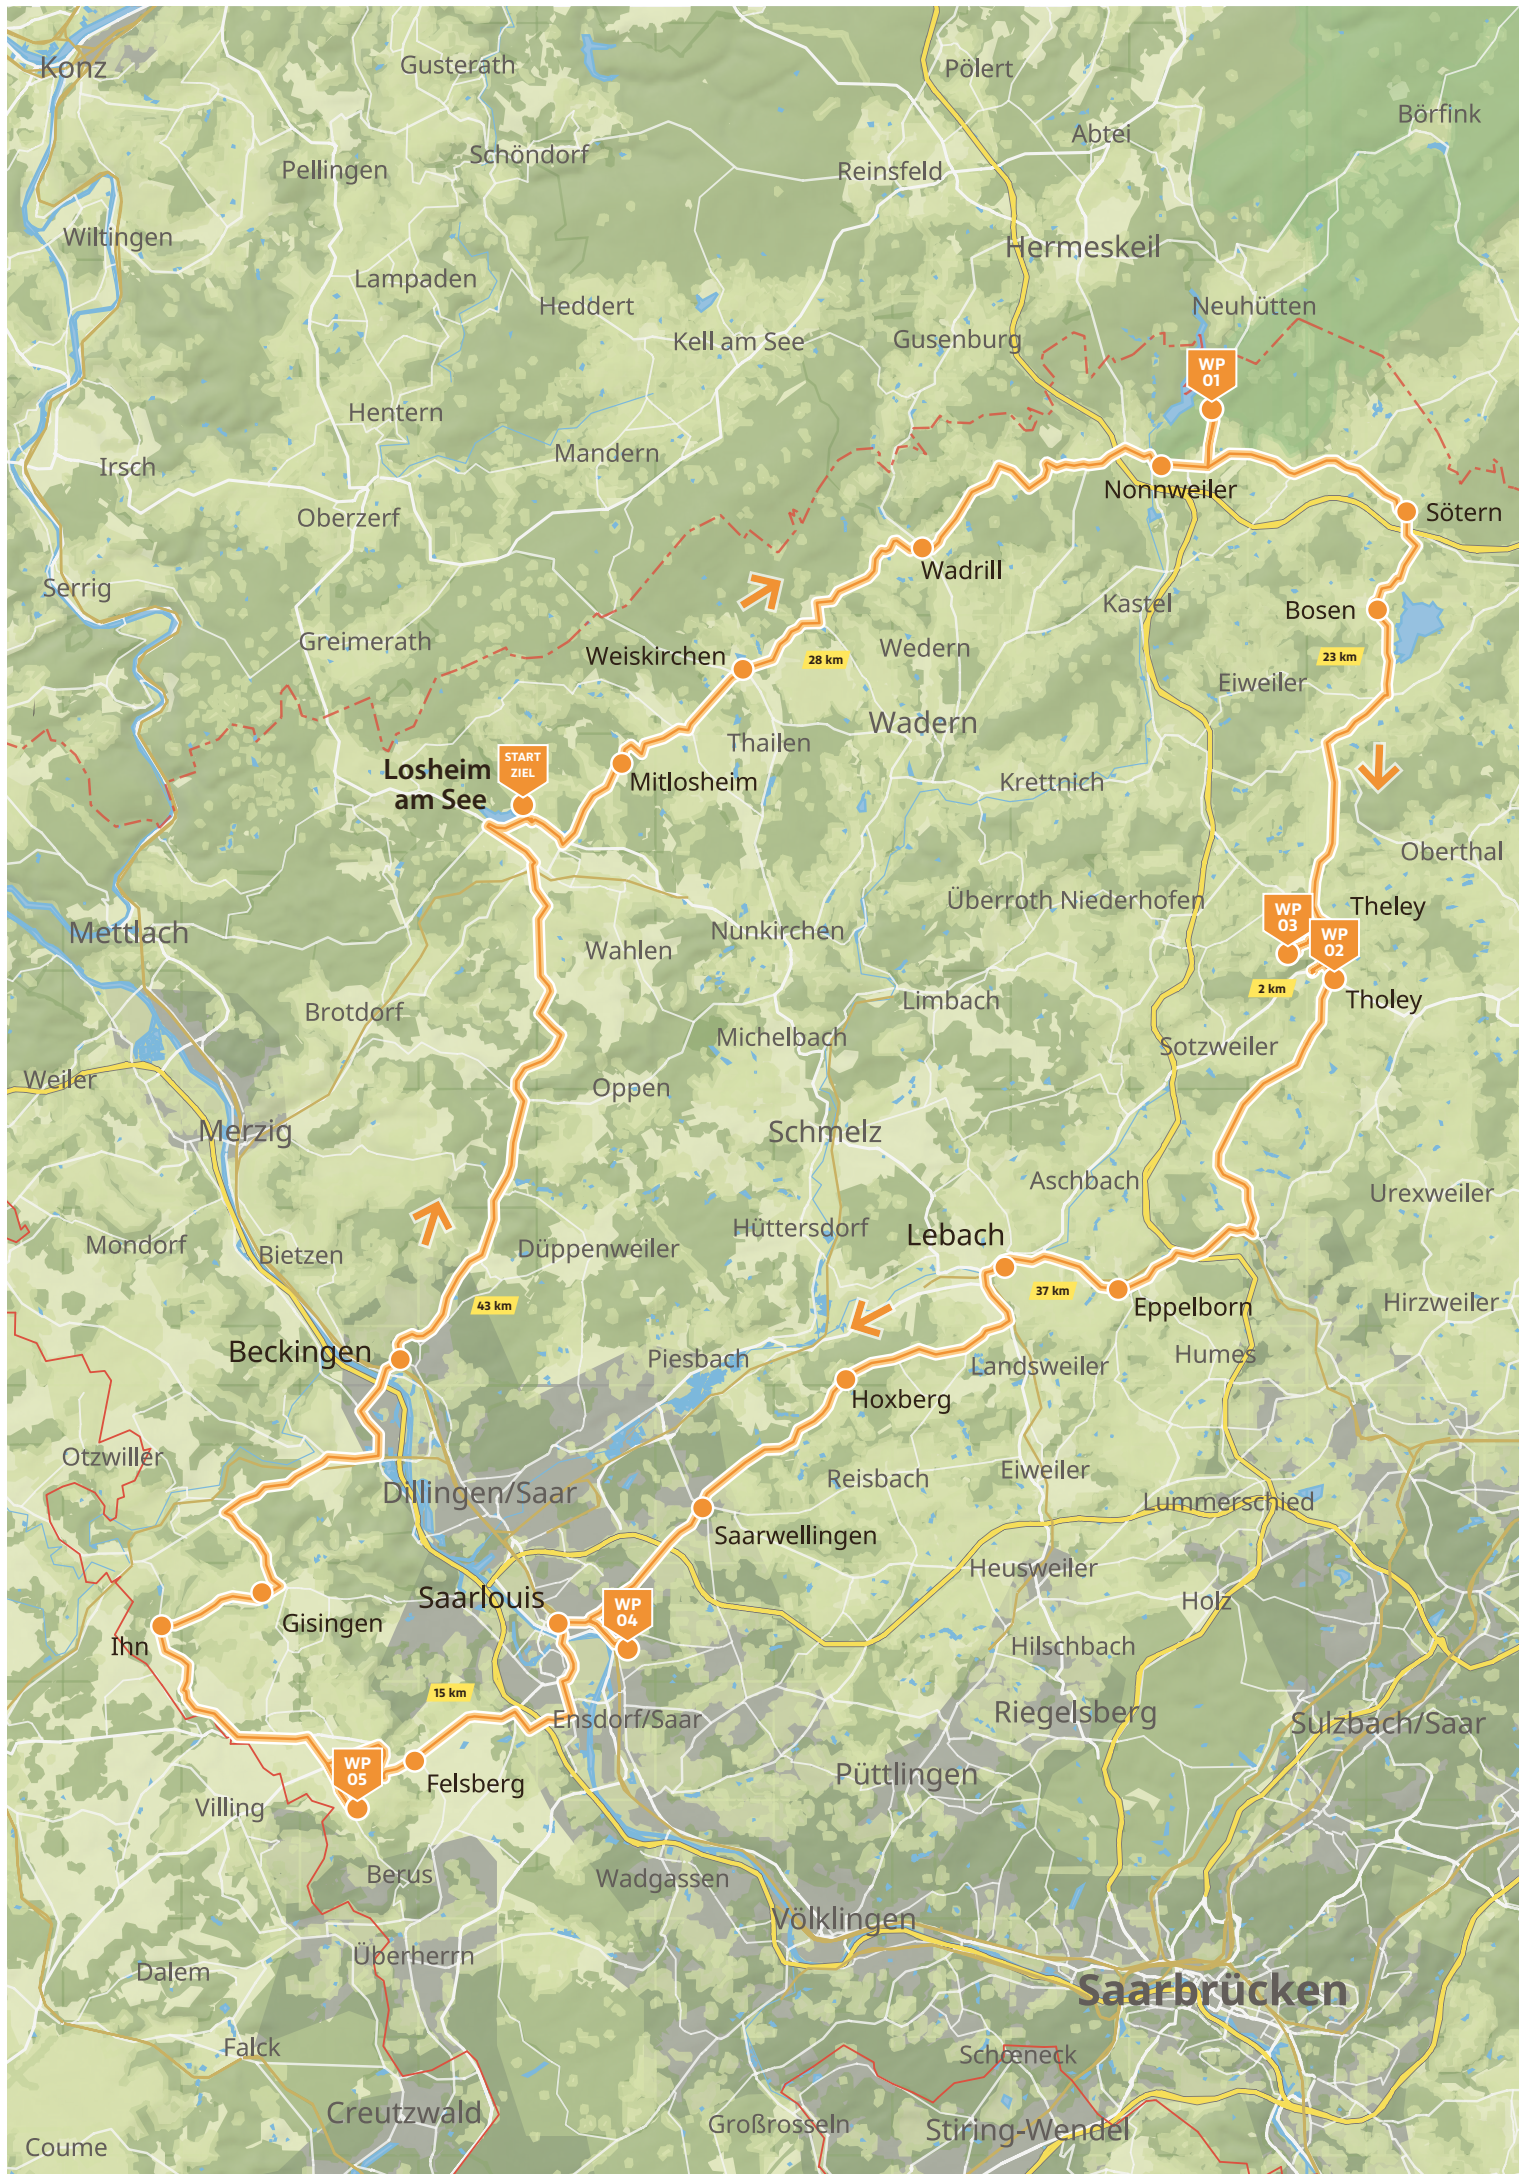 Konz
Gusterath
Pölert
Börfink
Abtei
Schöndorf
Pellingen
Reinsfeld
Wiltingen
Hermeskeil
Lampaden
Heddert
Neuhütten
Kell am See
Gusenburg
WP
01
Hentern
Mandern
Irsch
Nonnweiler
Oberzerf
Sötern
Wadrill
Serrig
Kastel
Bosen
Greimerath
Weiskirchen
28 km
Wedern
23 km
Eiweiler
Wadern
Thailen
START
ZIEL
Losheim
am See
Mitlosheim
Krettnich
Oberthal
Überroth Niederhofen
WP
03
Theley
Mettlach
Nunkirchen
WP
02
Wahlen
2 km
Tholey
Limbach
Brotdorf
Michelbach
Sotzweiler
Weiler
Oppen
Merzig
Schmelz
Aschbach
Urexweiler
Hüttersdorf
Lebach
Mondorf
Bietzen
Düppenweiler
43 km
37 km
Eppelborn
Hirzweiler
Beckingen
Piesbach
Landsweiler
Humes
Hoxberg
Otzwiller
Reisbach
Eiweiler
Dillingen/Saar
Lummerschied
Saarwellingen
Heusweiler
Saarlouis
WP
04
Holz
Gisingen
Ihn
Hilschbach
15 km
Ensdorf/Saar
Riegelsberg
Sulzbach/Saar
WP
05
Felsberg
Püttlingen
Villing
Berus
Wadgassen
Völklingen
Überherrn
Dalem
Saarbrücken
Falck
Schœneck
Creutzwald
Großrosseln
Stiring-Wendel
Coume